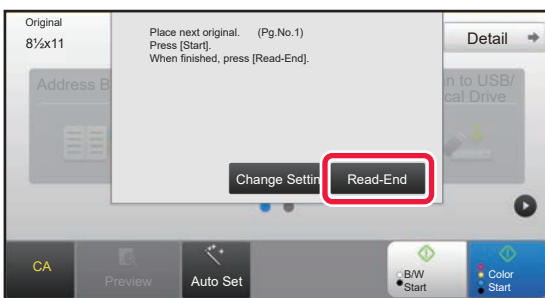 Original
8½x11
Place next original. (Pg.No.1)
Press [Start].
When finished, press [Read-End].
Detail
Address B
n to USB/
cal Drive
Change Settin
Read-End
CA
Preview
Auto Set
B/W
Start
Color
Start